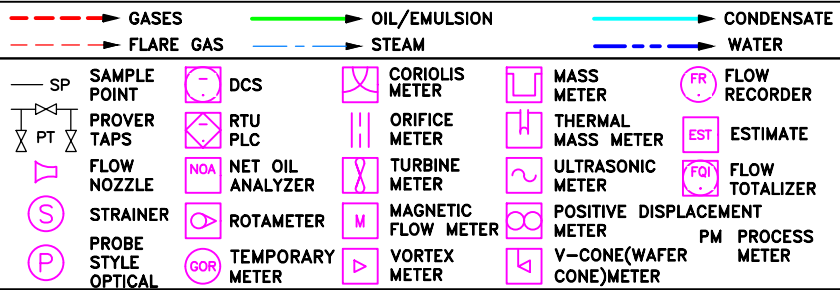 GASES OIL/EMULSION CONDENSATE
FLARE GAS STEAM WATER
SP SAMPLE POINT
DCS
CORIOLIS METER
MASS METER
FR FLOW RECORDER
PT PROVER TAPS
RTU PLC
ORIFICE METER
THERMAL MASS METER
EST ESTIMATE
FLOW NOZZLE
NOA NET OIL ANALYZER
TURBINE METER
ULTRASONIC METER
FQI FLOW TOTALIZER
S STRAINER
ROTAMETER
M MAGNETIC FLOW METER
POSITIVE DISPLACEMENT METER
PM PROCESS METER
P PROBE STYLE OPTICAL
GOR TEMPORARY METER
VORTEX METER
V-CONE(WAFER CONE)METER